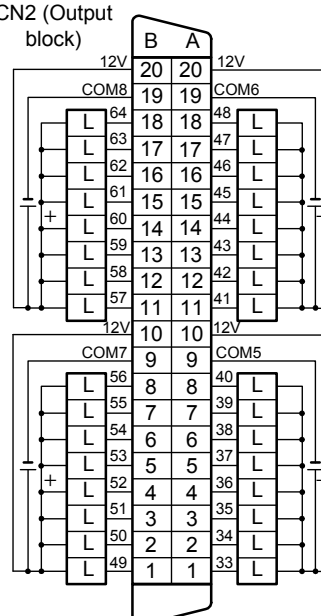 CN2 (Output
block)
B A
12V 20 20 12V
COM8 19 19 COM6
L 64 18 18 48 L
L 63 17 17 47 L
L 62 16 16 46 L
L 61 15 15 45 L
+ L 60 14 14 44 L
L 59 13 13 43 L
L 58 12 12 42 L
L 57 11 11 41 L
12V 10 10 12V
COM7 9 9 COM5
L 56 8 8 40 L
L 55 7 7 39 L
L 54 6 6 38 L
L 53 5 5 37 L
+ L 52 4 4 36 L
L 51 3 3 35 L
L 50 2 2 34 L
L 49 1 1 33 L